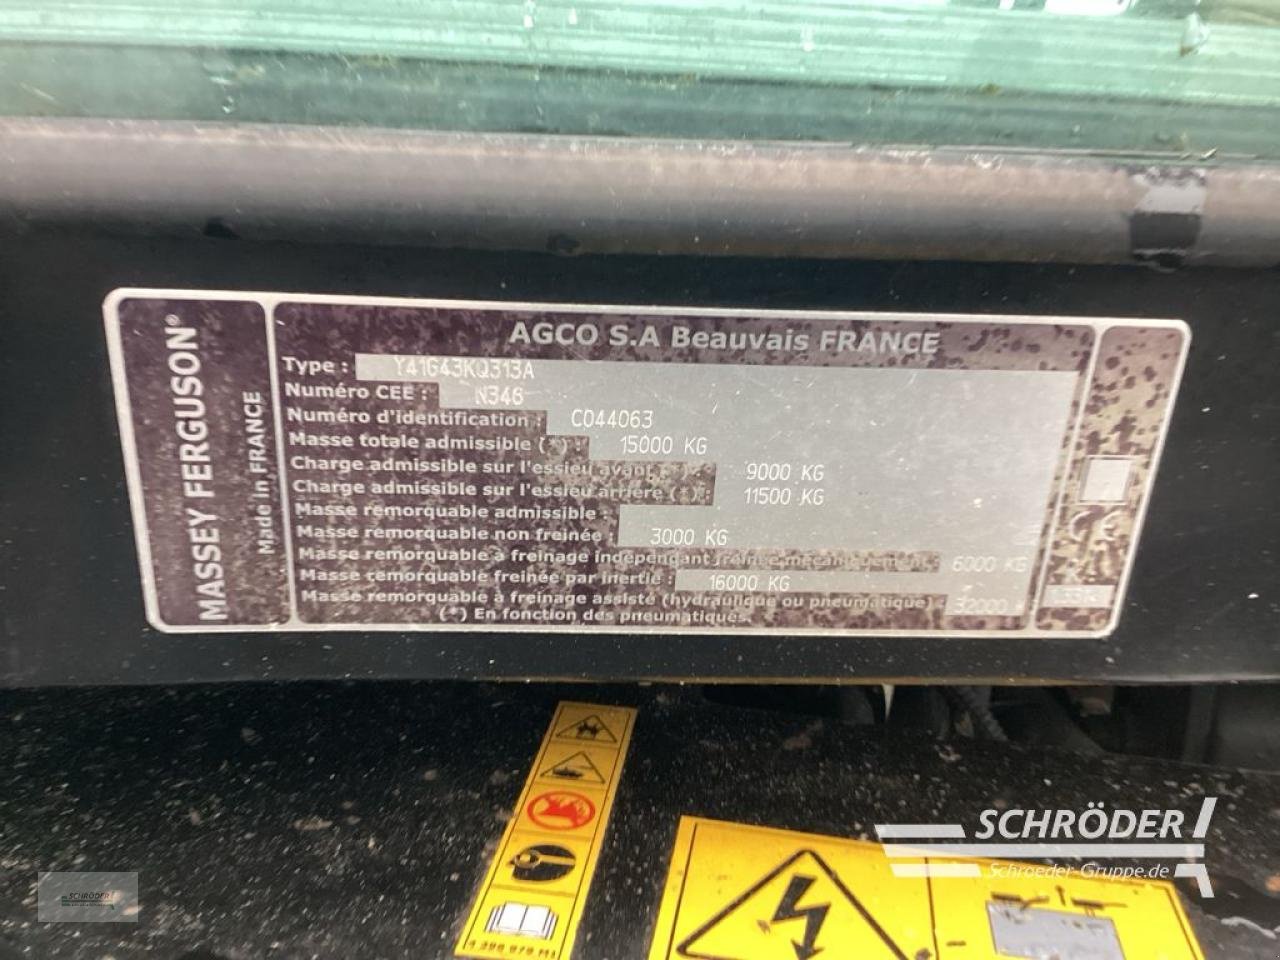 MASSEY FERGUSON®
Made in FRANCE
AGCO S.A Beauvais FRANCE
Type : Y41G43KQ313A
Numéro CEE : N346
Numéro d'identification : C044063
Masse totale admissible (*) : 15000 KG
Charge admissible sur l'essieu avant (*) : 9000 KG
Charge admissible sur l'essieu arrière (*) : 11500 KG
Masse remorquable admissible :
Masse remorquable non freinée : 3000 KG
Masse remorquable à freinage indépendant freinée mécaniquement : 6000 KG
Masse remorquable freinée par inertie : 16000 KG
Masse remorquable à freinage assisté (hydraulique ou pneumatique) : 32000 K
(*) En fonction des pneumatiques.
SCHRÖDER
Schroeder-Gruppe.de
SCHRÖDER